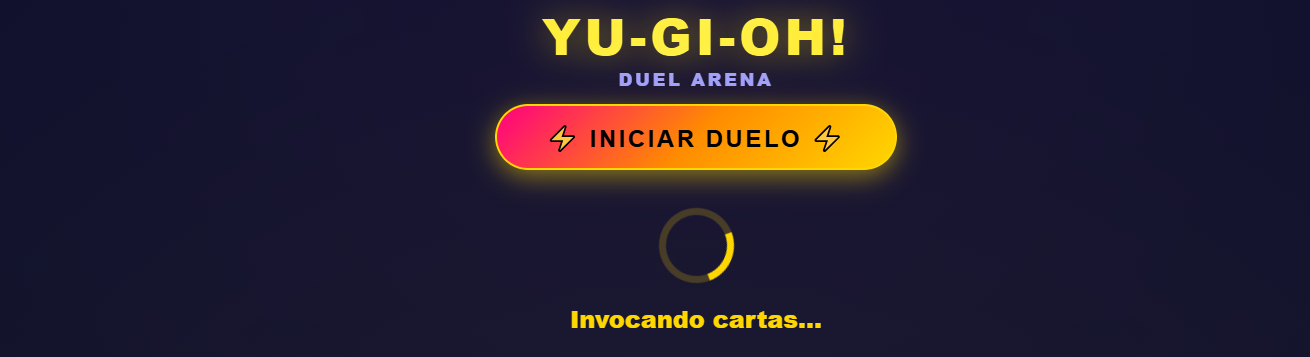 YU-GI-OH!
DUEL ARENA
⚡ INICIAR DUELO ⚡
Invocando cartas...